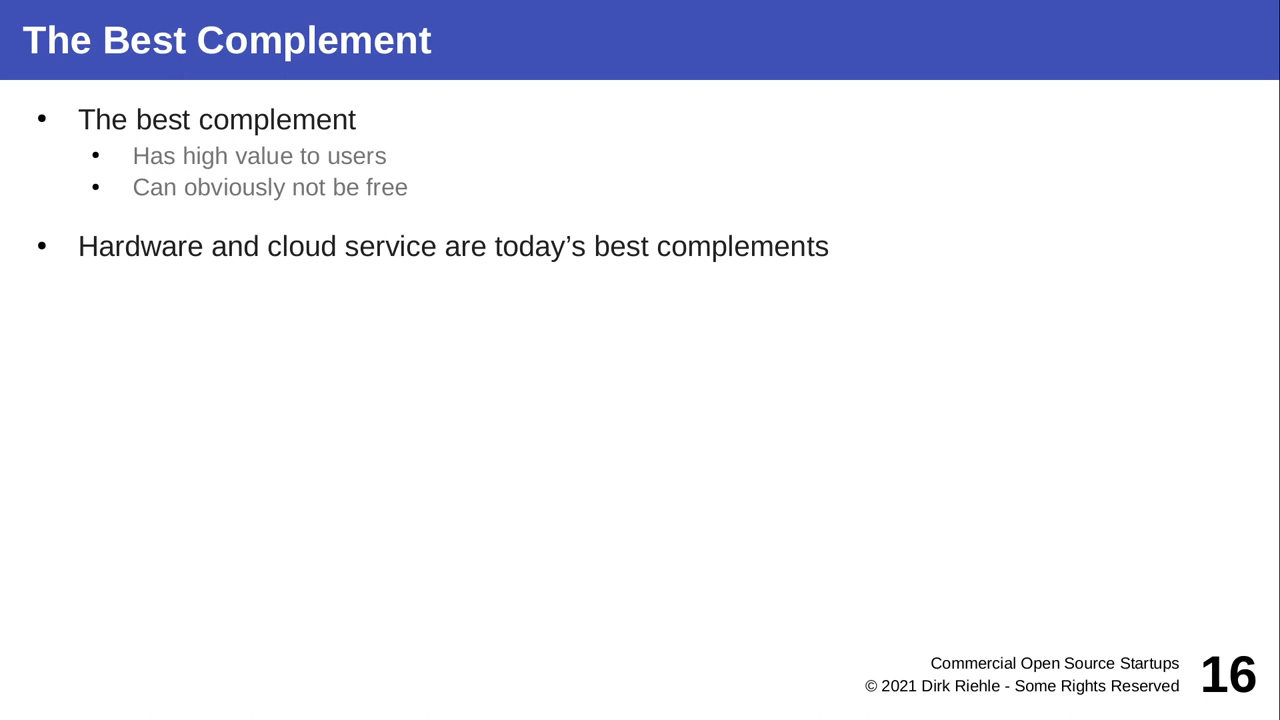 The Best Complement
• The best complement
• Has high value to users
• Can obviously not be free
• Hardware and cloud service are today’s best complements
Commercial Open Source Startups
© 2021 Dirk Riehle - Some Rights Reserved
16